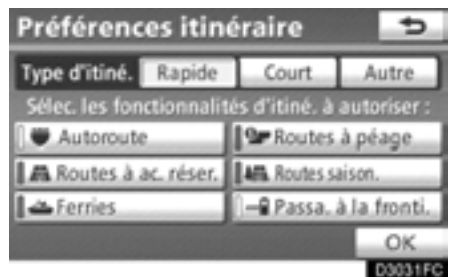 Préférences itinéraire
Type d'itiné. Rapide Court Autre
Sélec. les fonctionnalités d'itiné. à autoriser :
Autoroute Routes à péage
Routes à ac. réser. Routes saison.
Ferries Passa. à la fronti.
OK
D3031FC